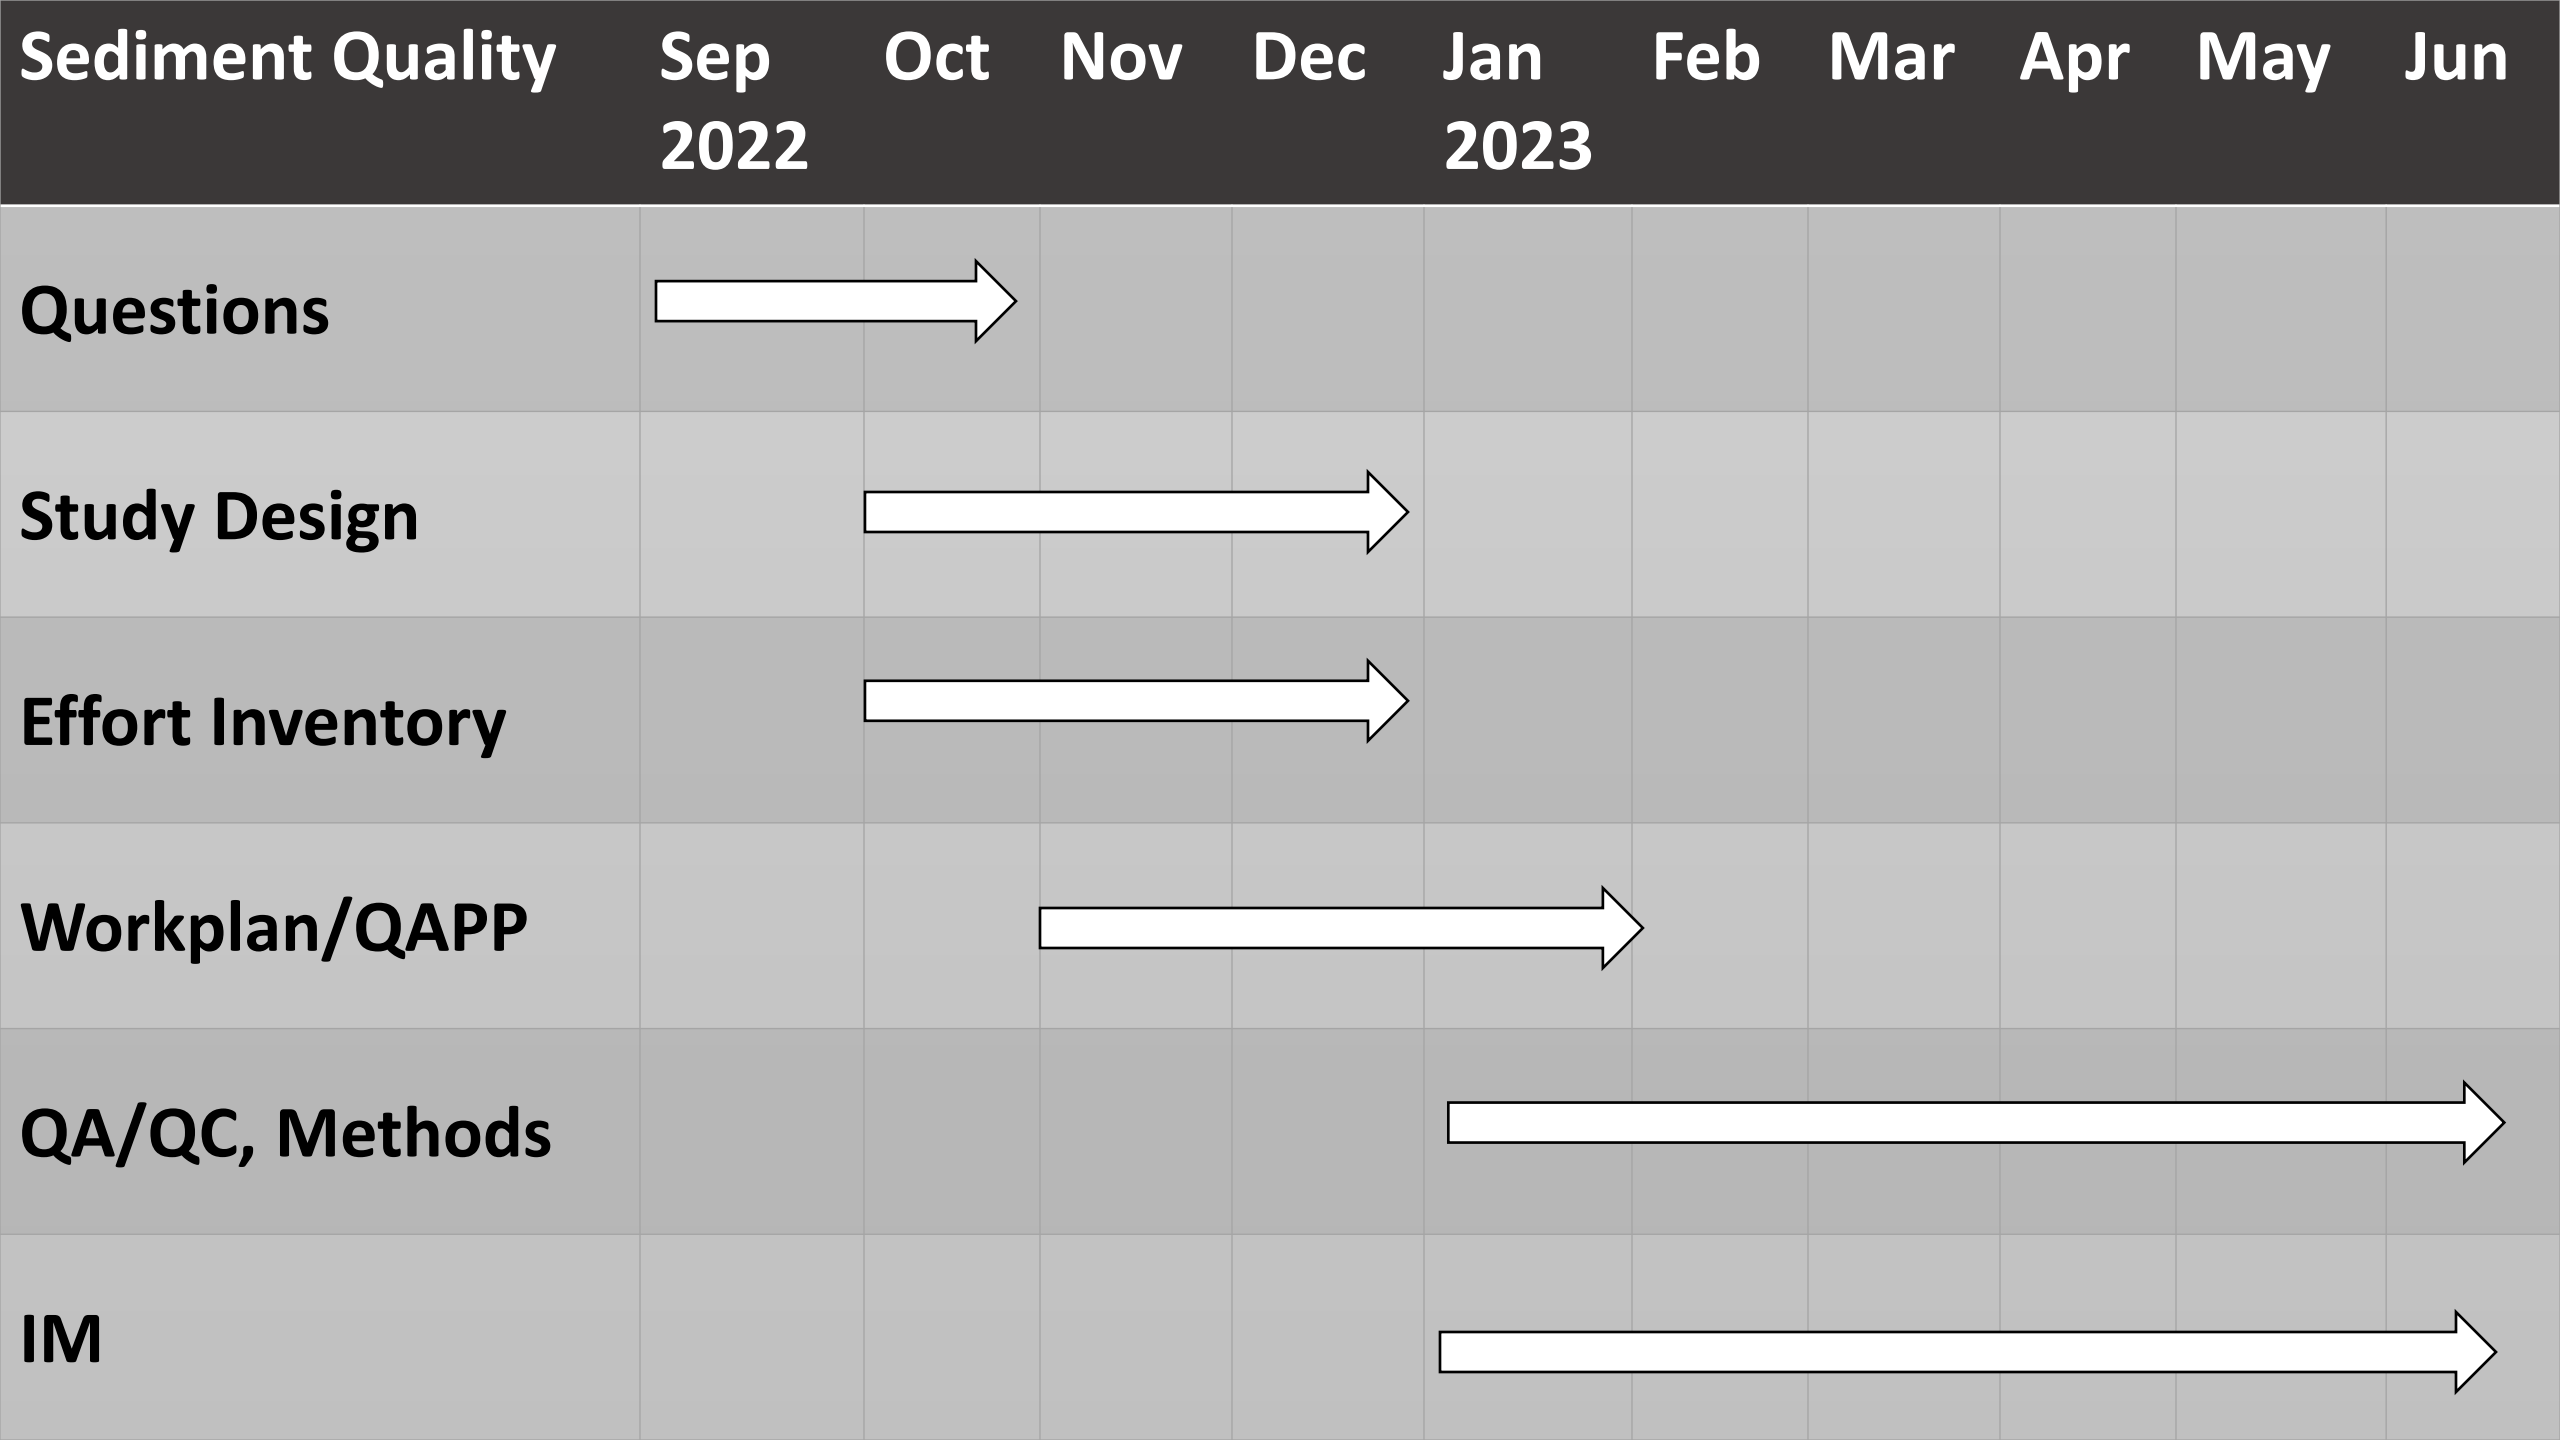 Sediment Quality Sep 2022 Oct Nov Dec Jan 2023 Feb Mar Apr May Jun
Questions
Study Design
Effort Inventory
Workplan/QAPP
QA/QC, Methods
IM